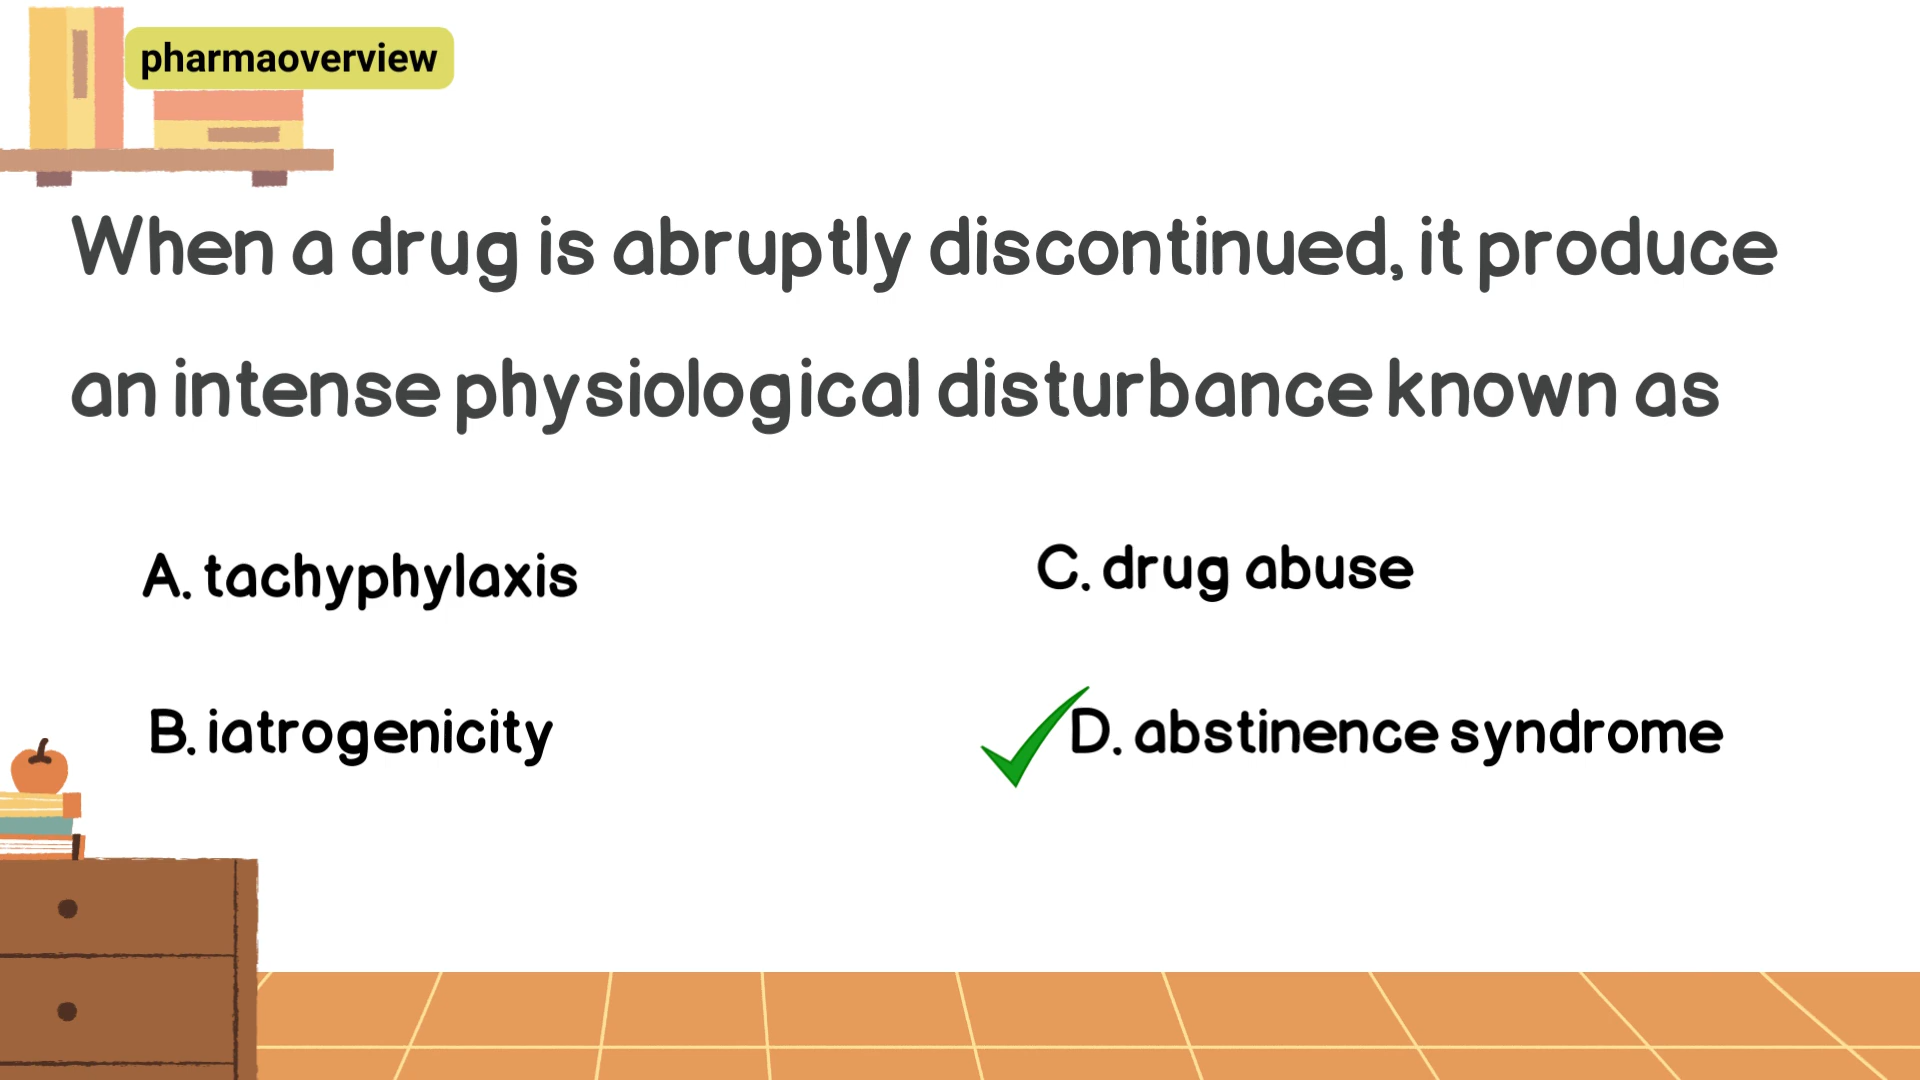 pharmaoverview
When a drug is abruptly discontinued, it produce
an intense physiological disturbance known as
A. tachyphylaxis
B. iatrogenicity
C. drug abuse
D. abstinence syndrome